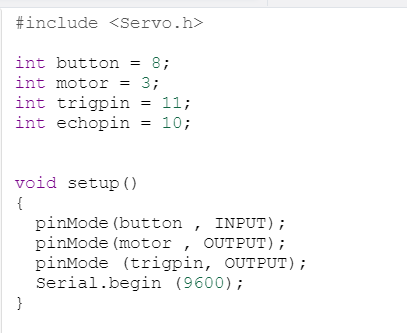 #include <Servo.h>
int button = 8;
int motor = 3;
int trigpin = 11;
int echopin = 10;
void setup()
{
pinMode(button , INPUT);
pinMode(motor , OUTPUT);
pinMode (trigpin, OUTPUT);
Serial.begin (9600);
}